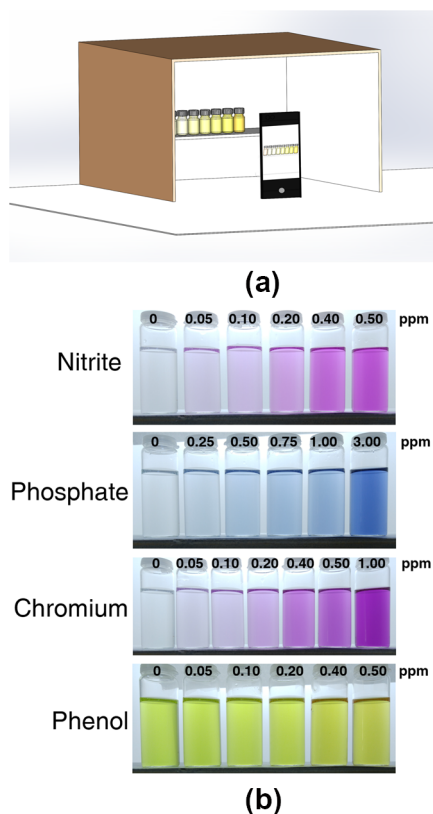 (a)
0 0.05 0.10 0.20 0.40 0.50 ppm
Nitrite
0 0.25 0.50 0.75 1.00 3.00 ppm
Phosphate
0 0.05 0.10 0.20 0.40 0.50 1.00 ppm
Chromium
0 0.05 0.10 0.20 0.40 0.50 ppm
Phenol
(b)